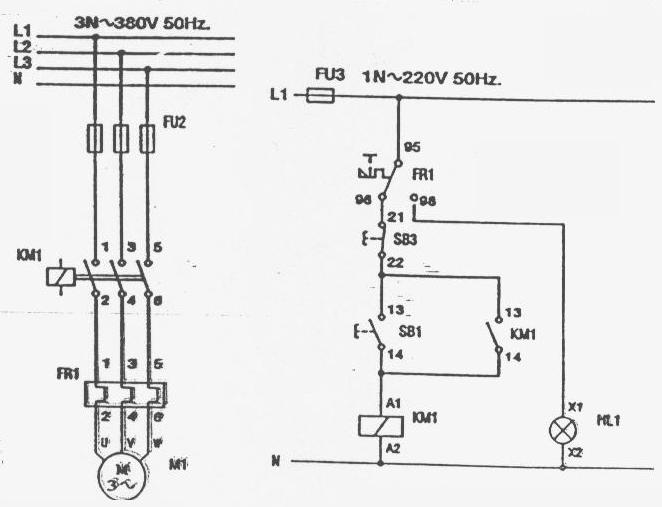 3N~380V 50Hz.
L1
L2
L3
N
FU2
KM1
1 3 5
2 4 6
1 3 5
FR1
2 4 6
U V W
M
3~
M1
FU3 1N~220V 50Hz.
L1
95
FR1
96 98
21
SB3
22
13 13
SB1 KM1
14 14
A1
KM1
A2
X1
HL1
X2
N